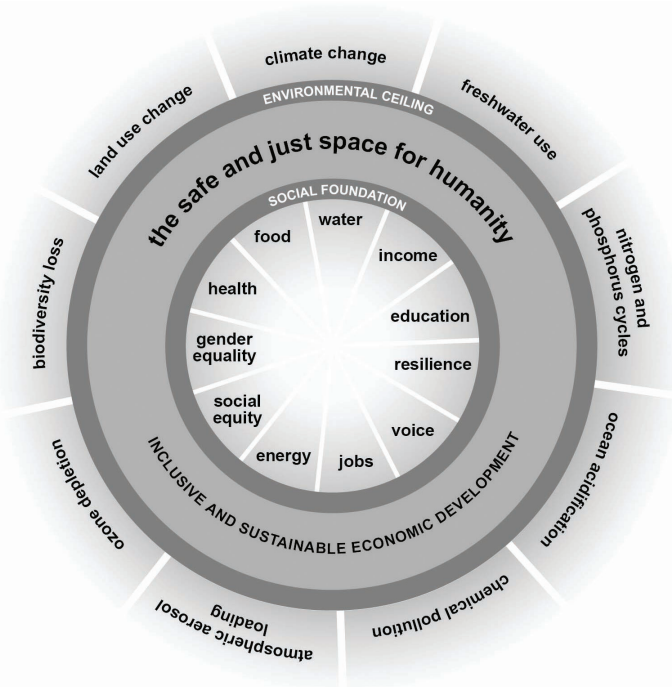 climate change
freshwater use
nitrogen and
phosphorus cycles
ocean acidification
chemical pollution
atmospheric aerosol
loading
ozone depletion
biodiversity loss
land use change
ENVIRONMENTAL CEILING
the safe and just space for humanity
SOCIAL FOUNDATION
water
income
education
resilience
voice
jobs
energy
social
equity
gender
equality
health
food
INCLUSIVE AND SUSTAINABLE ECONOMIC DEVELOPMENT